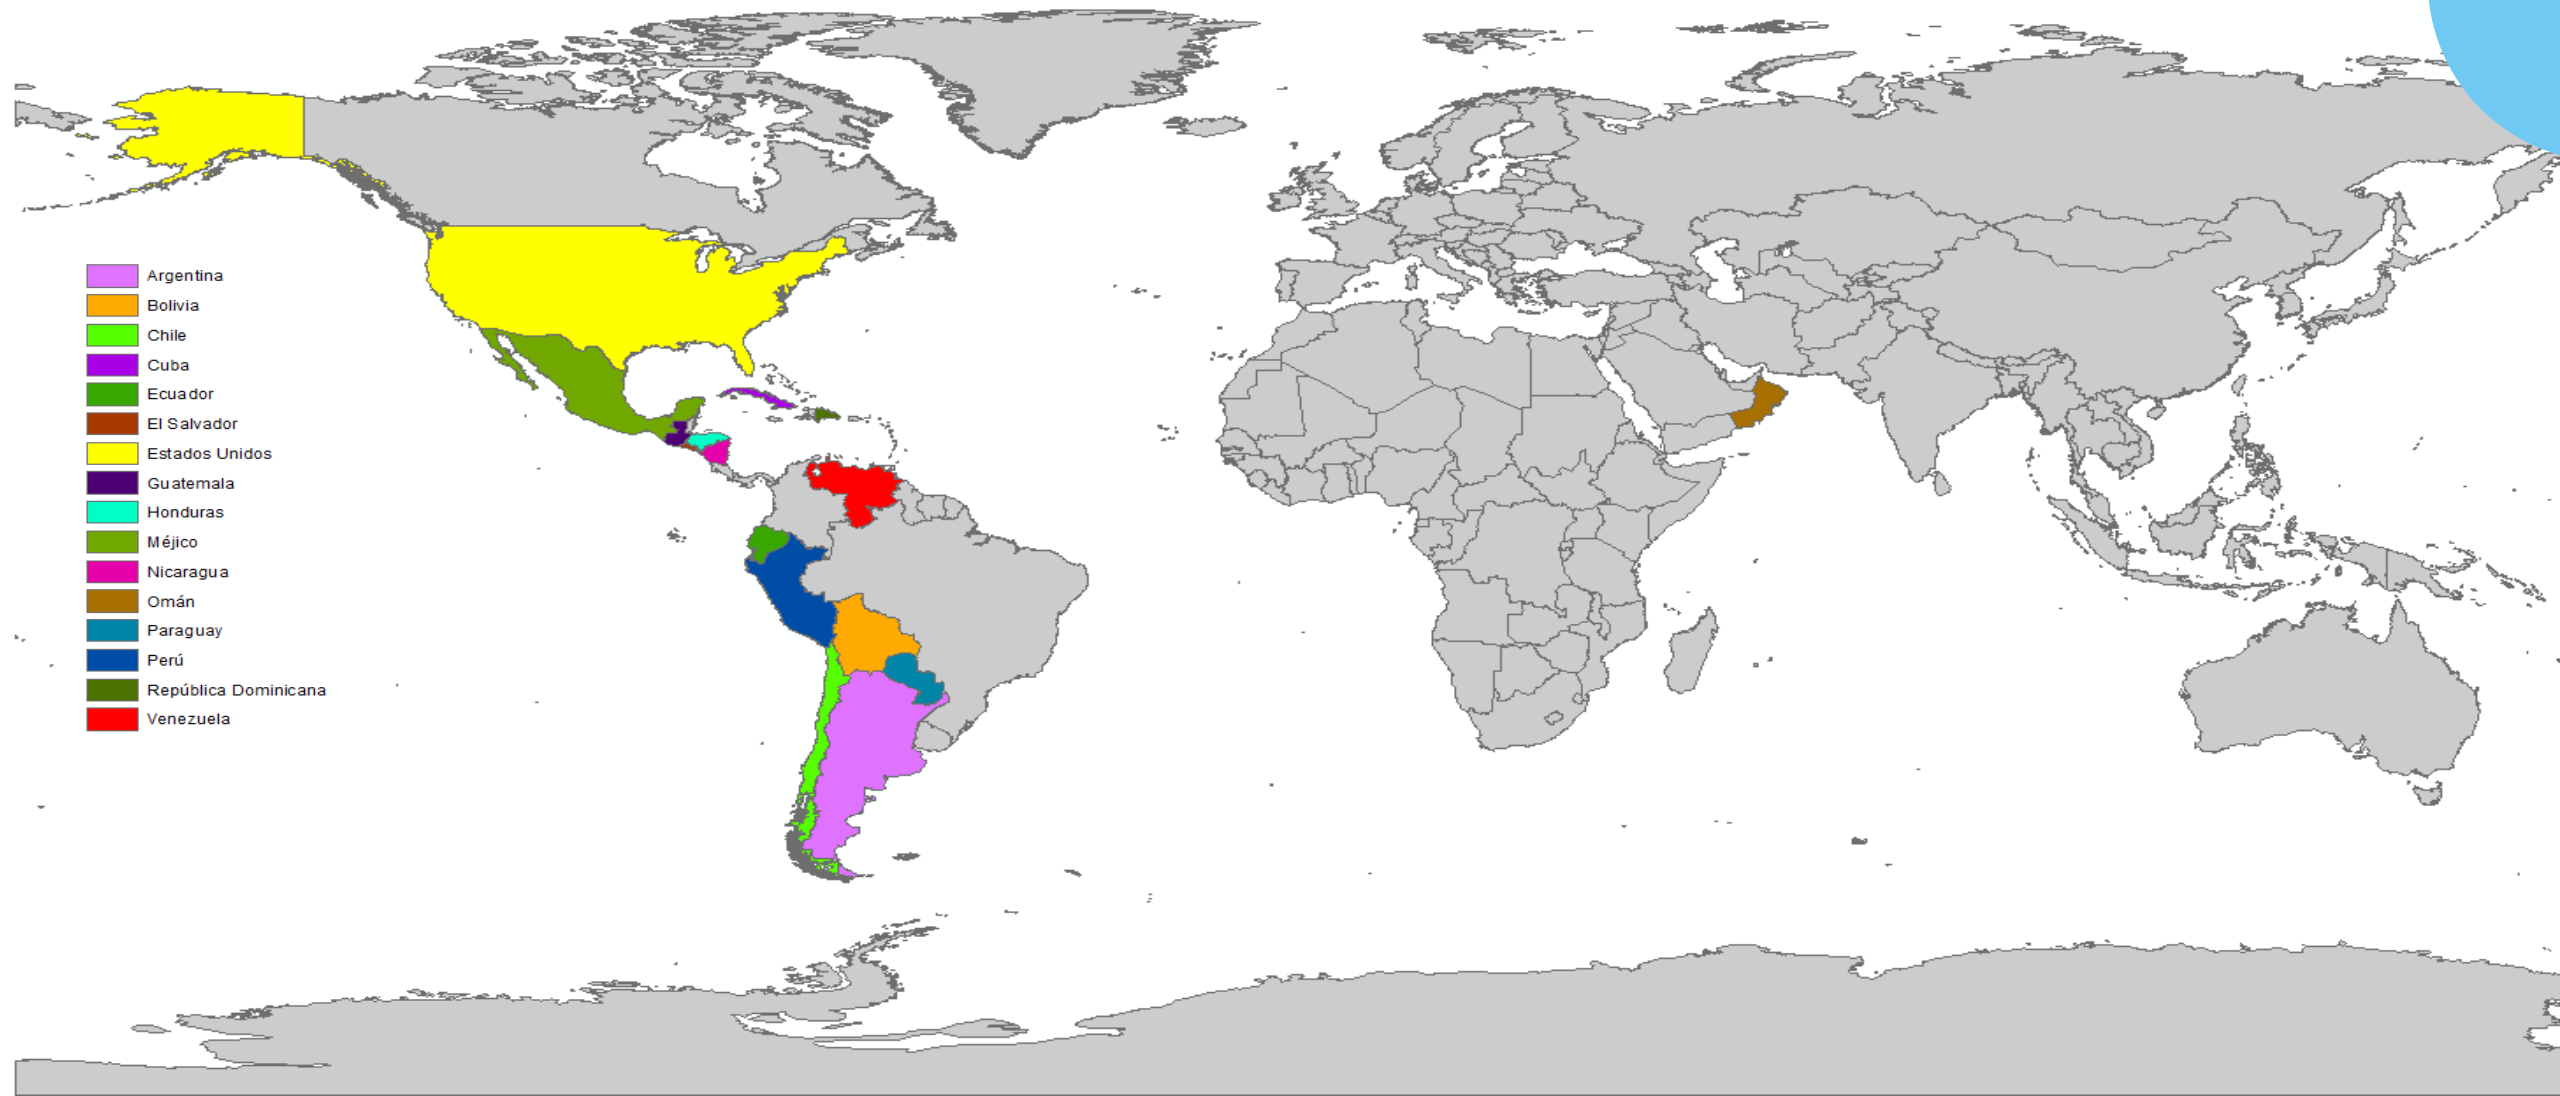 Argentina
Bolivia
Chile
Cuba
Ecuador
El Salvador
Estados Unidos
Guatemala
Honduras
Méjico
Nicaragua
Omán
Paraguay
Perú
República Dominicana
Venezuela